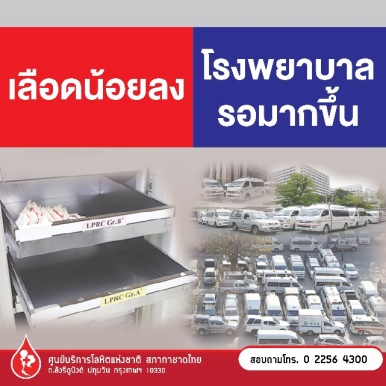 เลือดน้อยลง
โรงพยาบาล
รอมากขึ้น
LPRC Gr.B
LPRC Gr.A
ศูนย์บริการโลหิตแห่งชาติ สภากาชาดไทย
ถ.อังรีดูนังต์ ปทุมวัน กรุงเทพฯ 10330
สอบถามโทร. 0 2256 4300